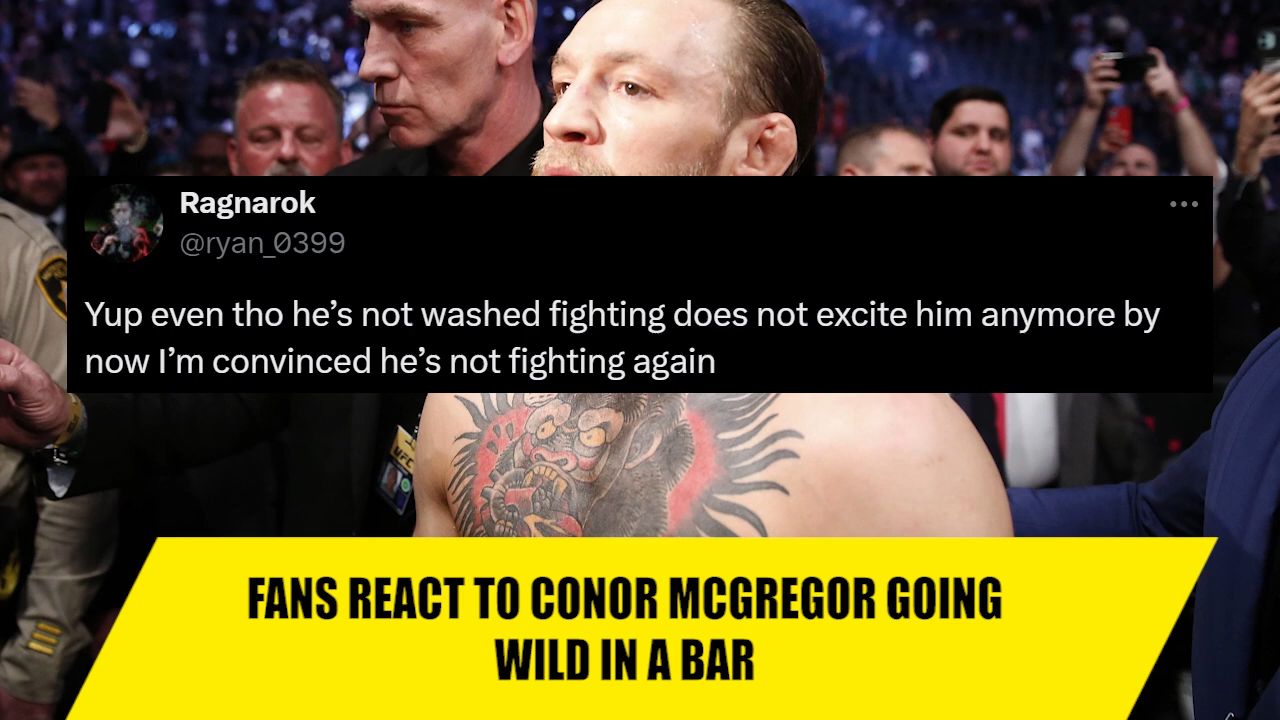 Ragnarok
@ryan_0399
Yup even tho he's not washed fighting does not excite him anymore by
now I'm convinced he's not fighting again
FANS REACT TO CONOR MCGREGOR GOING
WILD IN A BAR